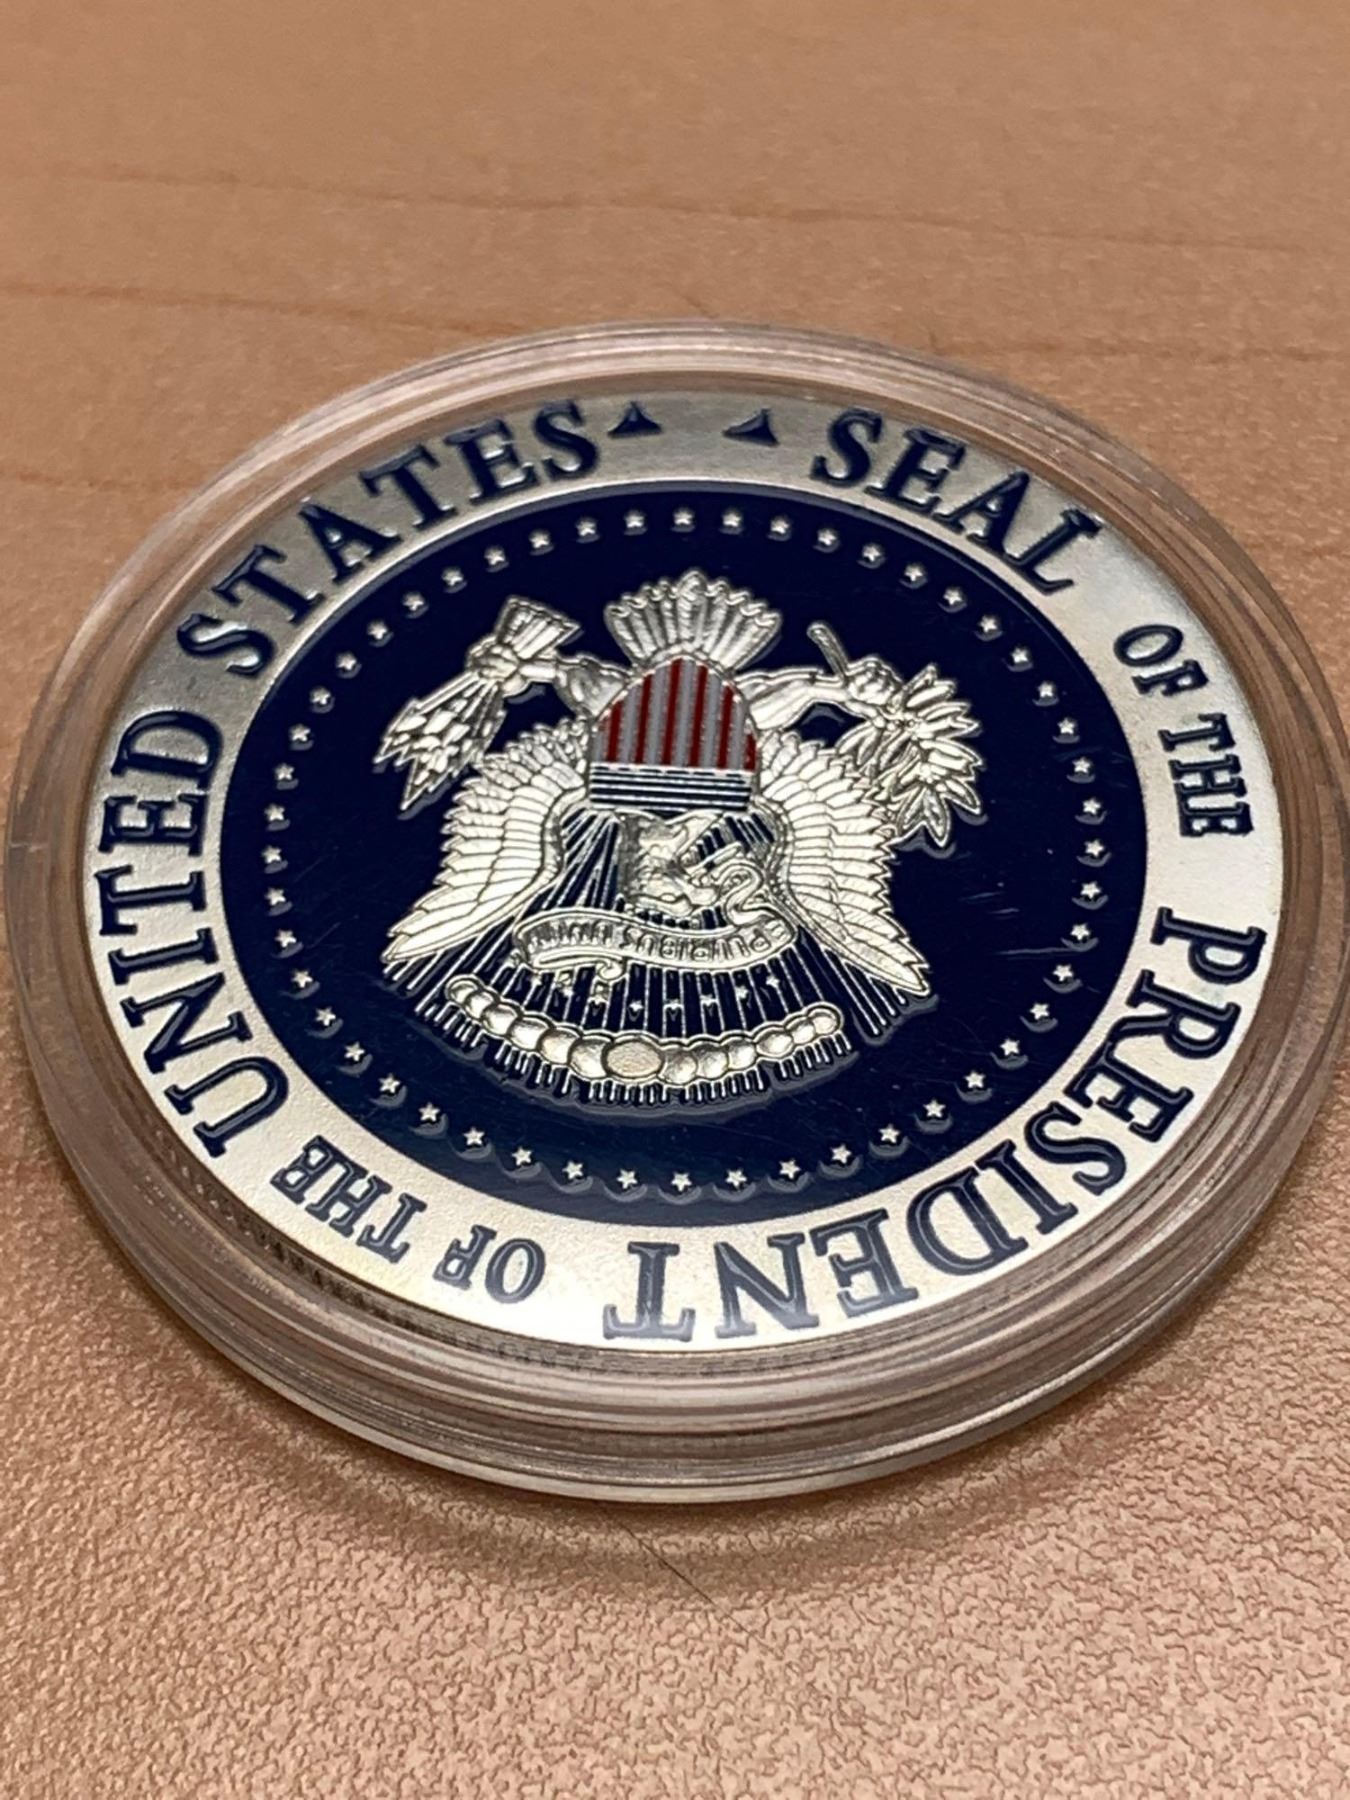 SEAL OF THE PRESIDENT OF THE UNITED STATES